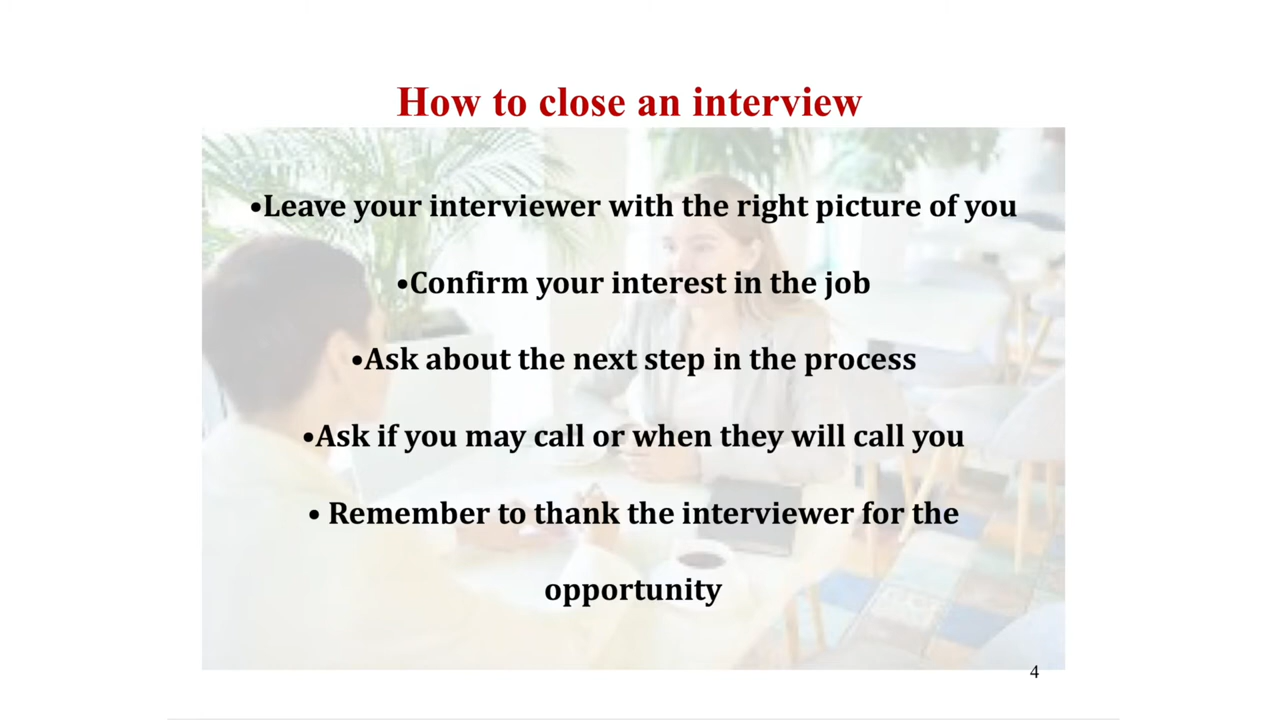 How to close an interview
•Leave your interviewer with the right picture of you
•Confirm your interest in the job
•Ask about the next step in the process
•Ask if you may call or when they will call you
• Remember to thank the interviewer for the
opportunity
4